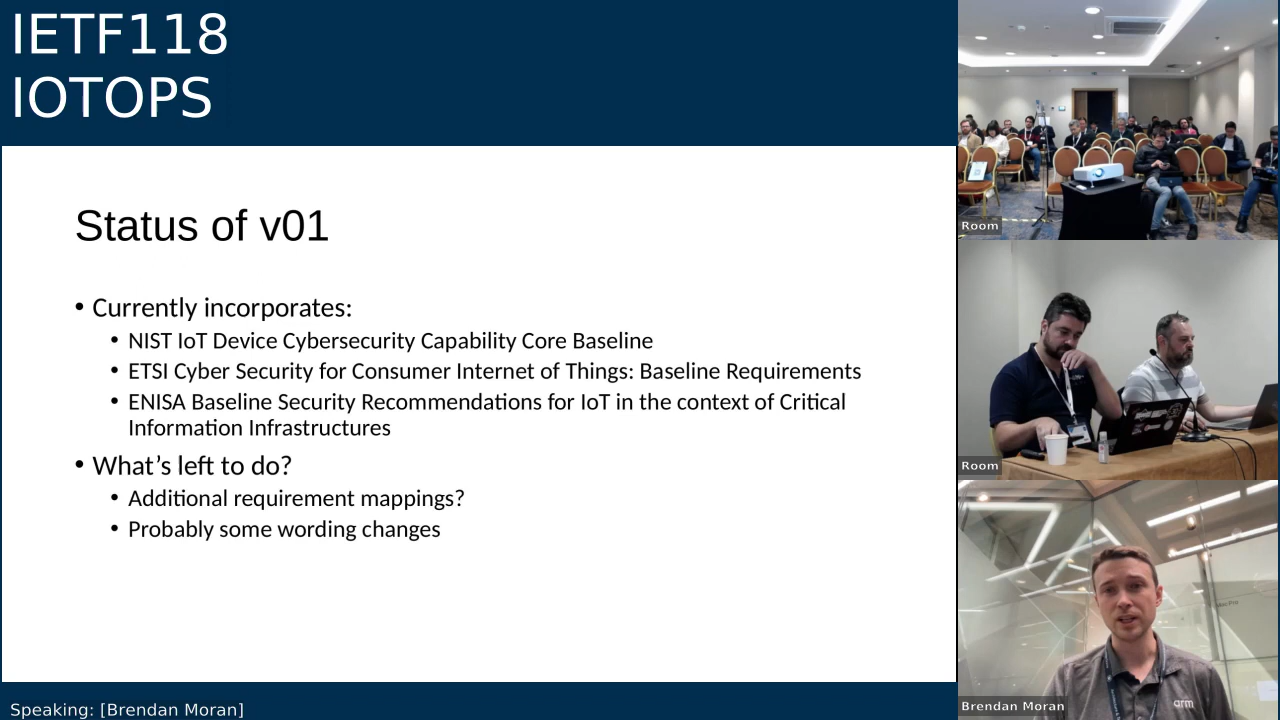 IETF118
IOTOPS
Status of v01
• Currently incorporates:
• NIST IoT Device Cybersecurity Capability Core Baseline
• ETSI Cyber Security for Consumer Internet of Things: Baseline Requirements
• ENISA Baseline Security Recommendations for IoT in the context of Critical
Information Infrastructures
• What’s left to do?
• Additional requirement mappings?
• Probably some wording changes
Speaking: [Brendan Moran]
Room
Room
arm
Brendan Moran